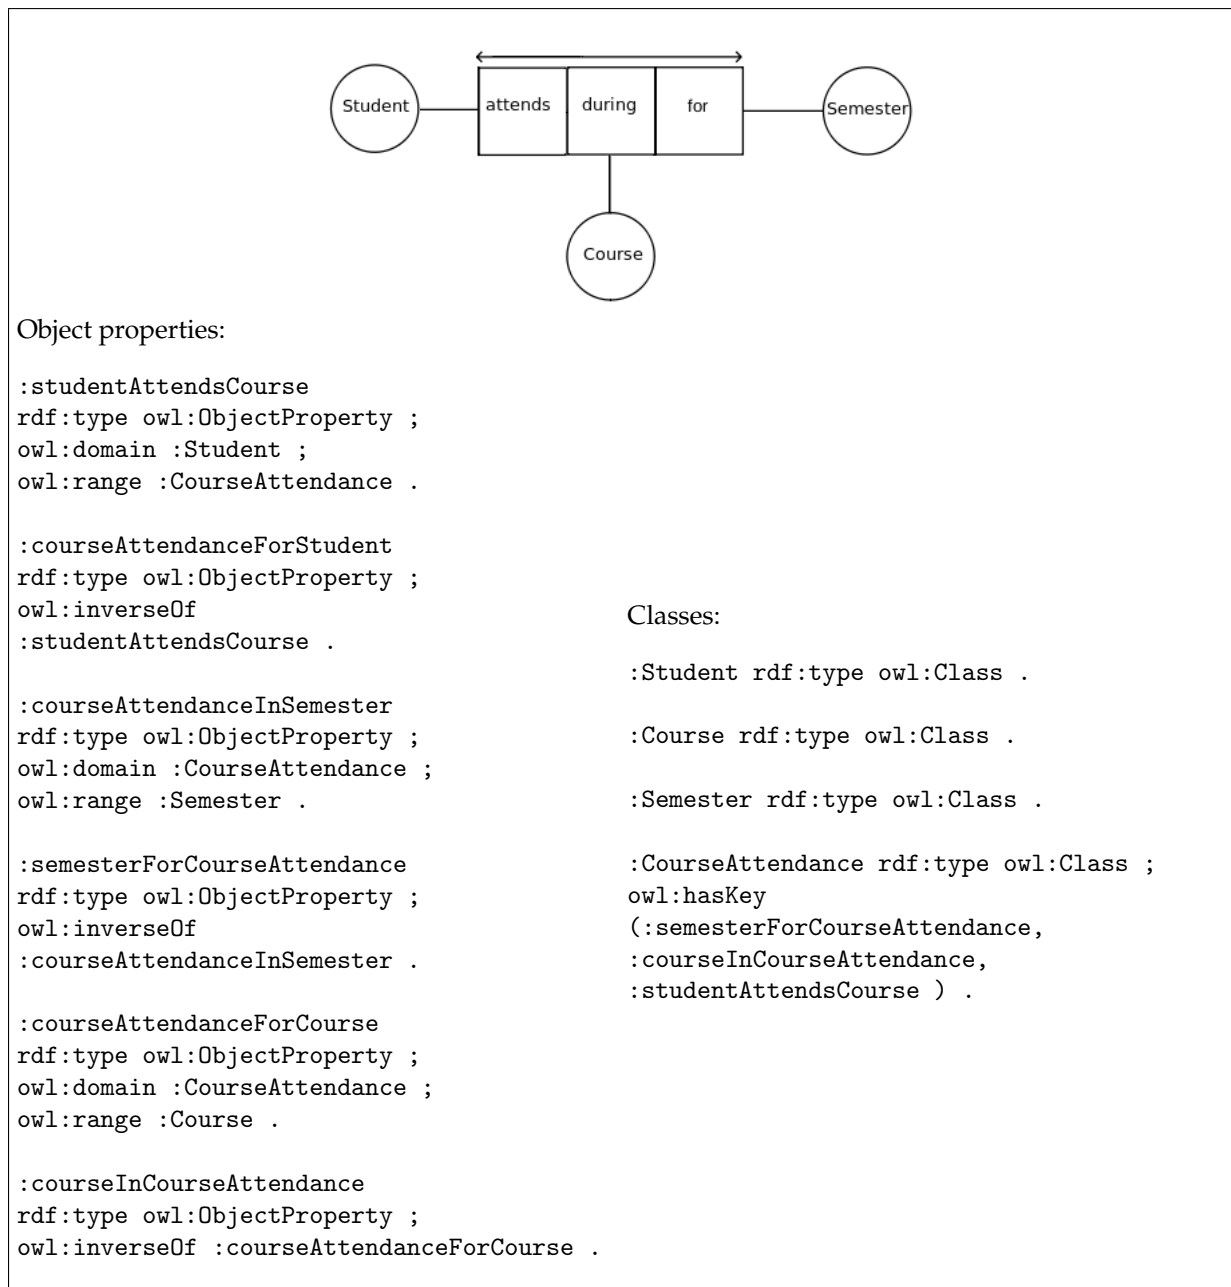 Student
attends
during
for
Semester
Course
Object properties:
:studentAttendsCourse
rdf:type owl:ObjectProperty ;
owl:domain :Student ;
owl:range :CourseAttendance .
:courseAttendanceForStudent
rdf:type owl:ObjectProperty ;
owl:inverseOf
:studentAttendsCourse .
:courseAttendanceInSemester
rdf:type owl:ObjectProperty ;
owl:domain :CourseAttendance ;
owl:range :Semester .
:semesterForCourseAttendance
rdf:type owl:ObjectProperty ;
owl:inverseOf
:courseAttendanceInSemester .
:courseAttendanceForCourse
rdf:type owl:ObjectProperty ;
owl:domain :CourseAttendance ;
owl:range :Course .
:courseInCourseAttendance
rdf:type owl:ObjectProperty ;
owl:inverseOf :courseAttendanceForCourse .
Classes:
:Student rdf:type owl:Class .
:Course rdf:type owl:Class .
:Semester rdf:type owl:Class .
:CourseAttendance rdf:type owl:Class ;
owl:hasKey
(:semesterForCourseAttendance,
:courseInCourseAttendance,
:studentAttendsCourse ) .